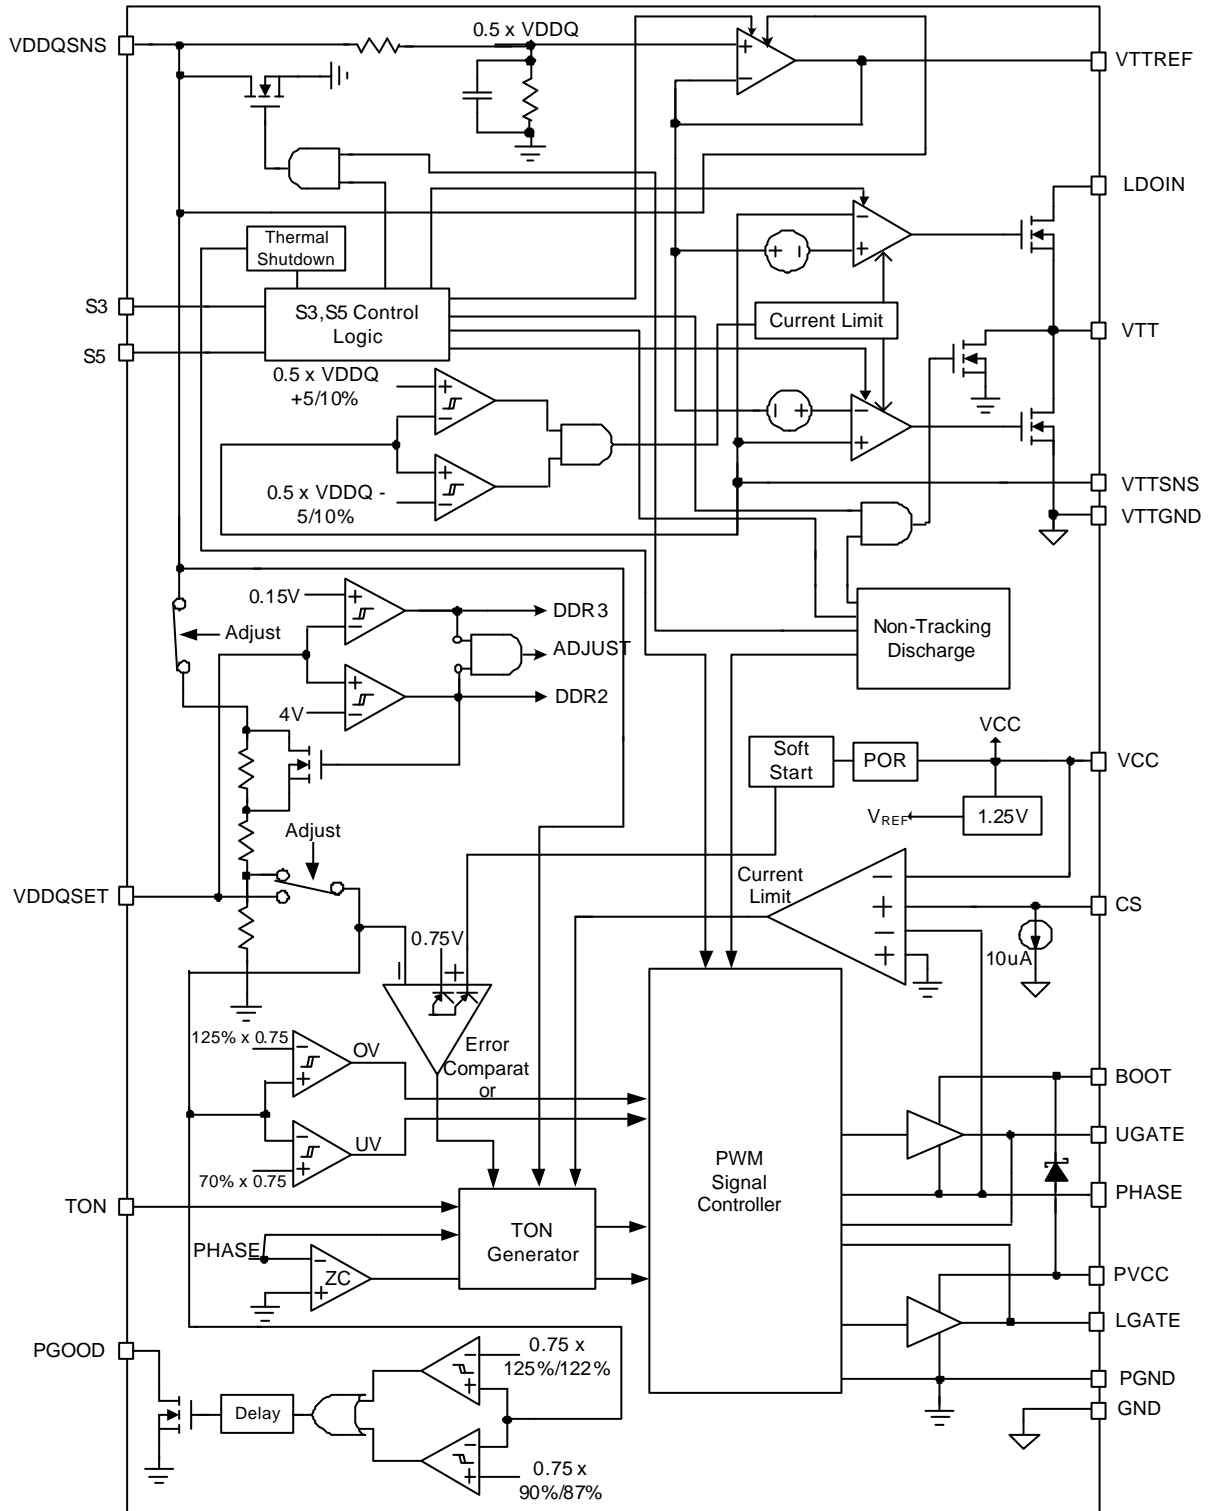 VDDQSNS
0.5 x VDDQ
+
−
VTTREF
LDOIN
Thermal
Shutdown
−
+
+ −
S3
S5
S3,S5 Control
Logic
Current Limit
VTT
0.5 x VDDQ
+5/10%
+
−
− +
−
+
+
−
0.5 x VDDQ -
5/10%
VTTSNS
VTTGND
0.15V
+
−
DDR3
Adjust
ADJUST
Non-Tracking
Discharge
+
−
DDR2
4V
VCC
Soft
Start
POR
VCC
VREF
1.25V
Adjust
VDDQSET
Current
Limit
−
+
−
+
CS
10uA
0.75V
−
+
Error
Comparat
or
125% x 0.75
−
+
OV
BOOT
−
+
UV
70% x 0.75
UGATE
PWM
Signal
Controller
PHASE
TON
TON
Generator
PHASE
−
+
ZC
PVCC
LGATE
PGOOD
−
+
0.75 x
125%/122%
PGND
Delay
GND
−
+
0.75 x
90%/87%